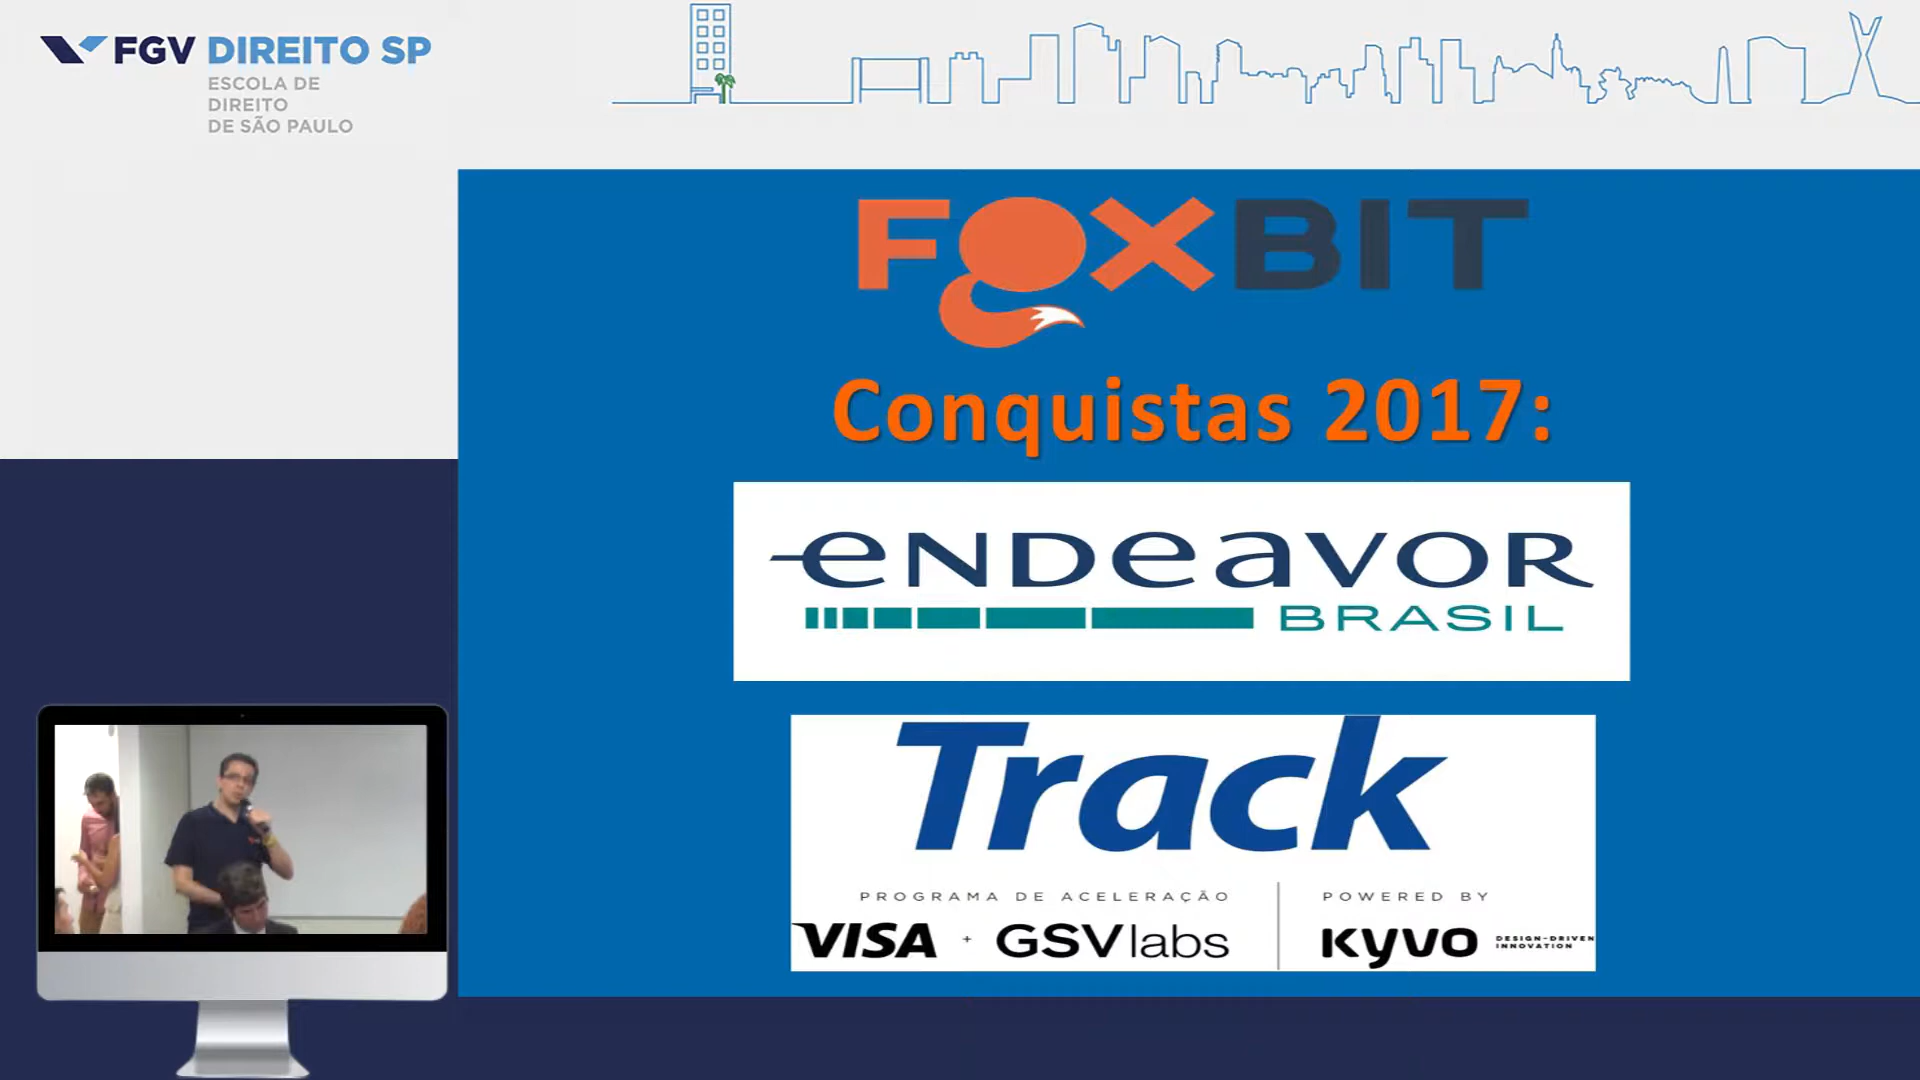 FGV DIREITO SP
ESCOLA DE
DIREITO
DE SÃO PAULO
FOXBIT
Conquistas 2017:
enDeavor
BRASIL
Track
PROGRAMA DE ACELERAÇÃO
VISA + GSVlabs
POWERED BY
KYVO DESIGN-DRIVEN
INNOVATION